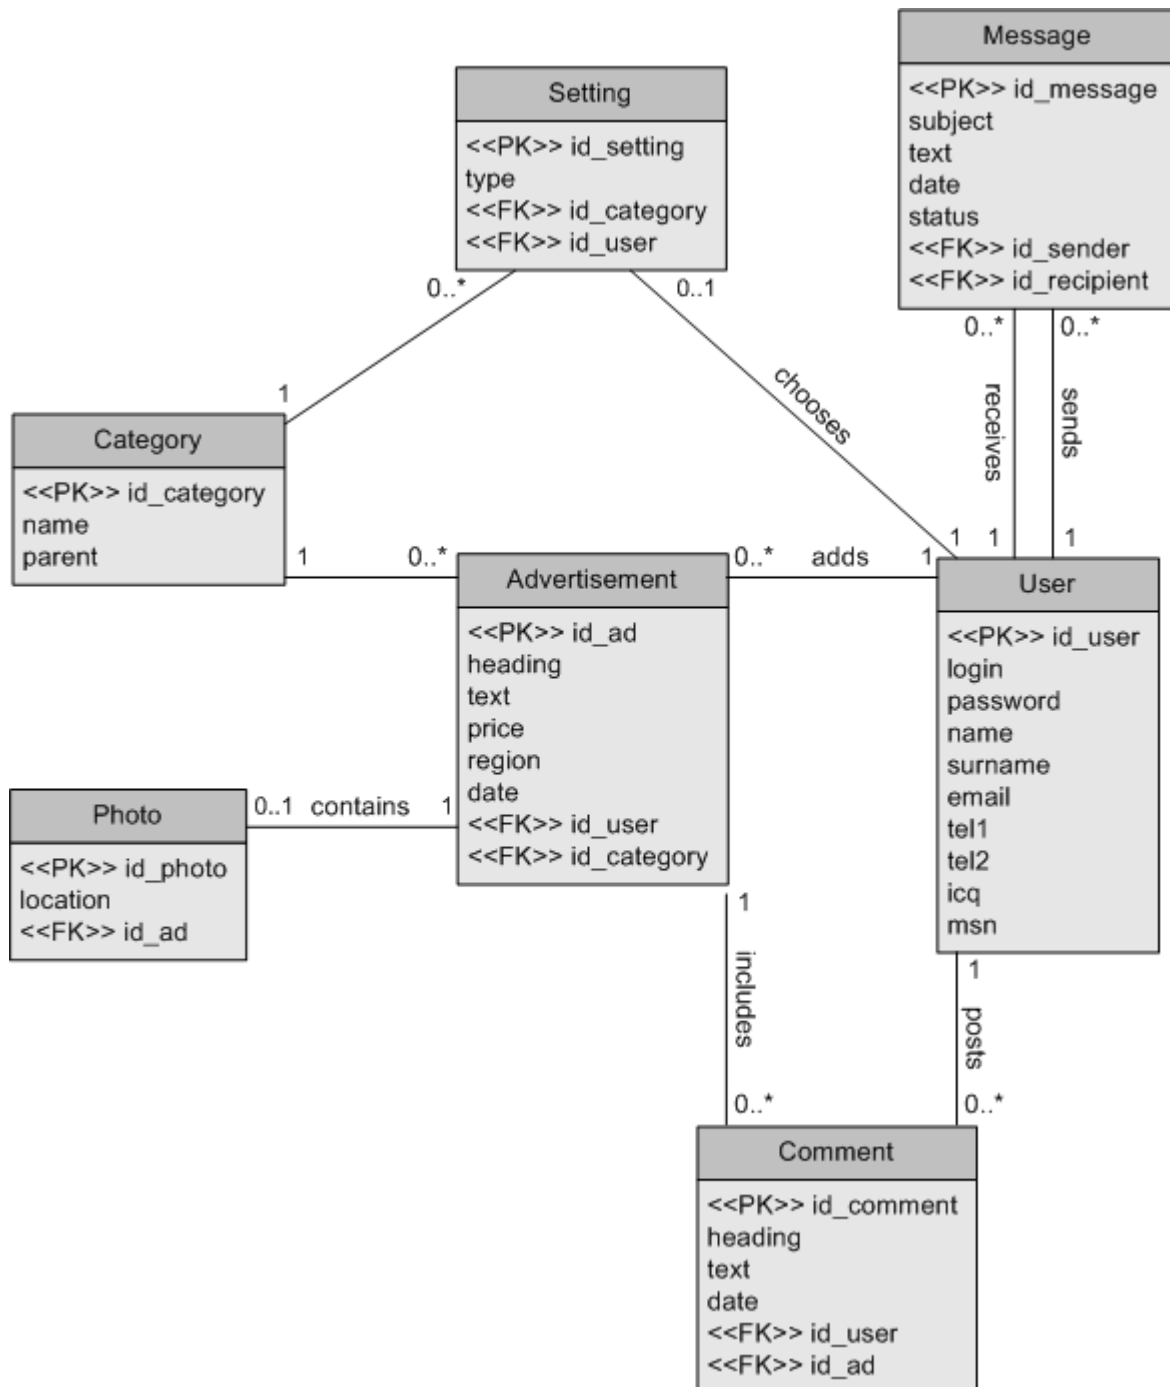 Message
<<PK>> id_message
subject
text
date
status
<<FK>> id_sender
<<FK>> id_recipient
Setting
<<PK>> id_setting
type
<<FK>> id_category
<<FK>> id_user
0..*
0..1
0..*
0..*
chooses
receives
sends
1
Category
<<PK>> id_category
name
parent
1
0..*
0..*
adds
1
1
1
1
Advertisement
<<PK>> id_ad
heading
text
price
region
date
<<FK>> id_user
<<FK>> id_category
User
<<PK>> id_user
login
password
name
surname
email
tel1
tel2
icq
msn
Photo
<<PK>> id_photo
location
<<FK>> id_ad
0..1
contains
1
1
includes
0..*
1
posts
0..*
Comment
<<PK>> id_comment
heading
text
date
<<FK>> id_user
<<FK>> id_ad